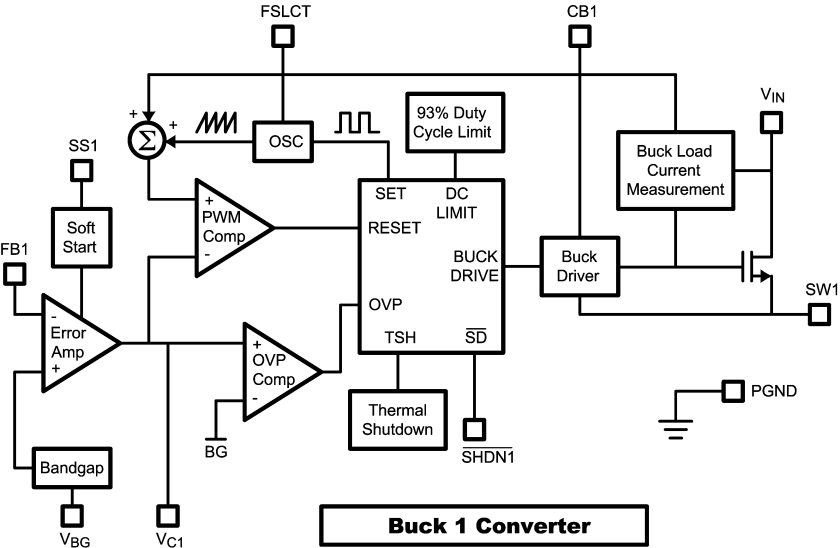 FSLCT
CB1
VIN
+
+
Σ
OSC
93% Duty
Cycle Limit
Buck Load
Current
Measurement
SS1
Soft
Start
FB1
+
PWM
Comp
-
SET
DC
LIMIT
RESET
BUCK
DRIVE
OVP
TSH
SD
Buck
Driver
SW1
-
Error
Amp
+
+
OVP
Comp
-
BG
Thermal
Shutdown
SHDN1
PGND
Bandgap
VBG
VC1
Buck 1 Converter